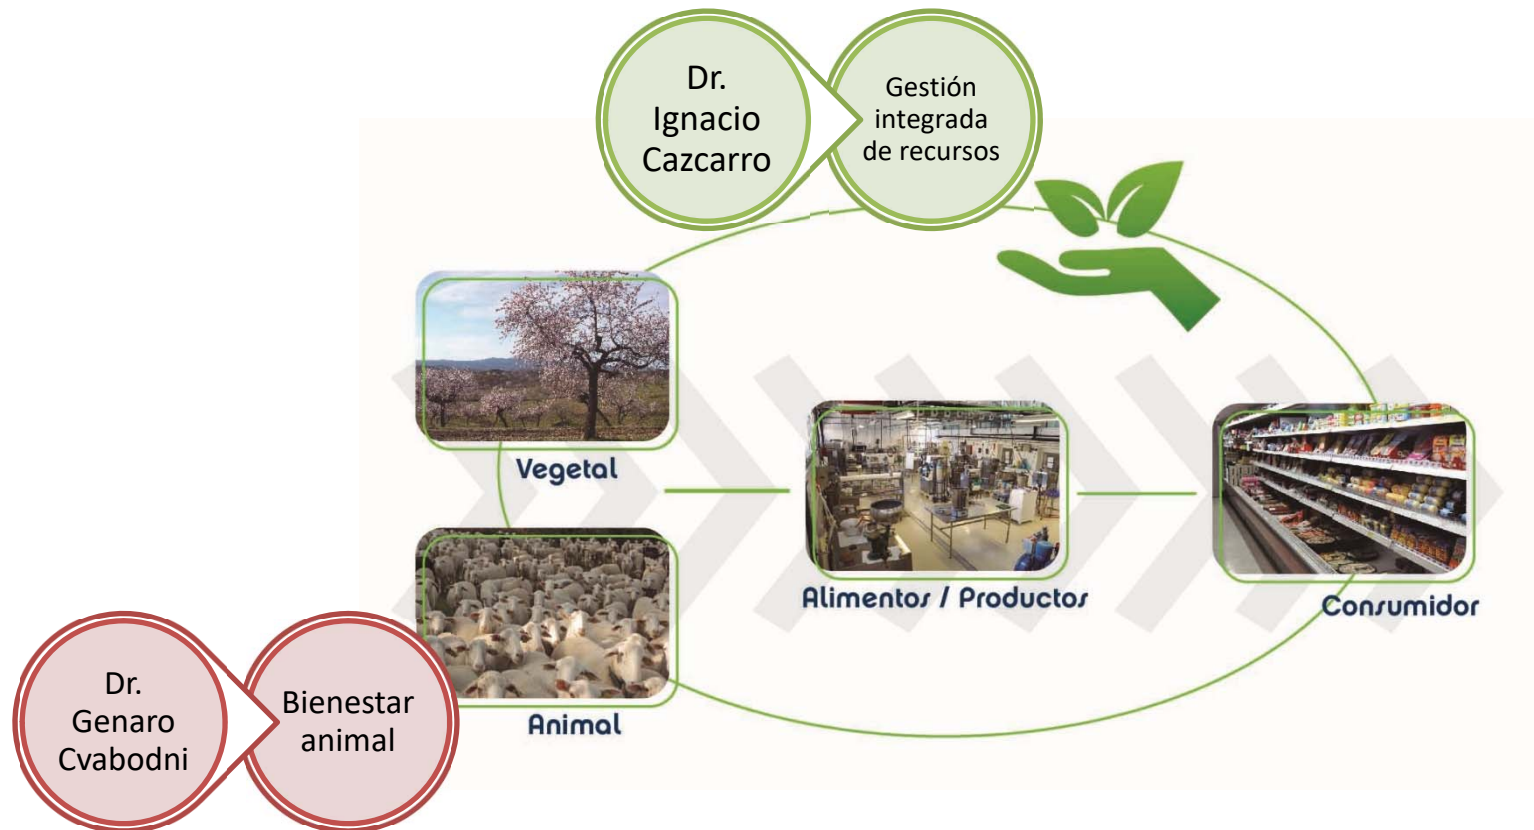 Dr.
Ignacio
Cazcarro
Gestión
integrada
de recursos
Vegetal
Alimentos / Productos
Consumidor
Animal
Dr.
Genaro
Cvabodni
Bienestar
animal